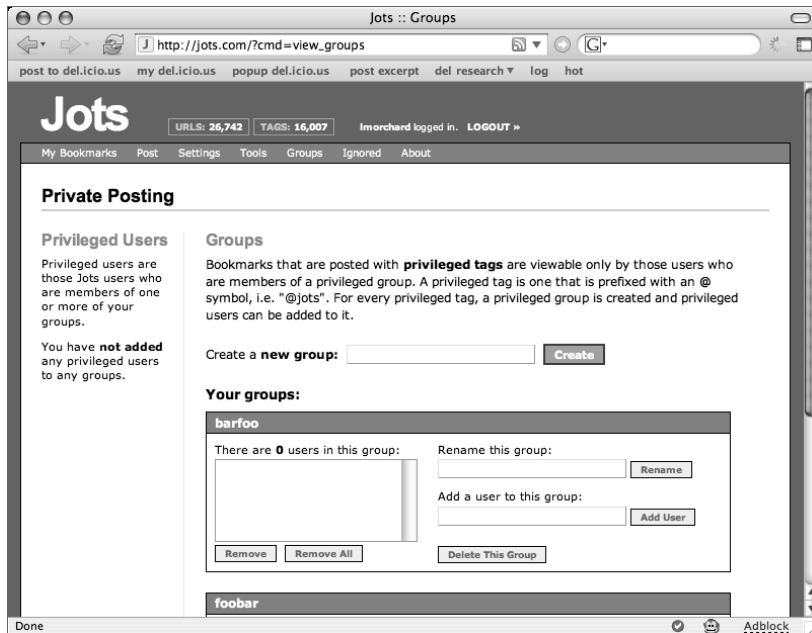 Jots :: Groups
J http://jots.com/?cmd=view_groups
G
post to del.icio.us my del.icio.us popup del.icio.us post excerpt del research log hot
Jots
URLS: 26,742 TAGS: 16,007 lmorchard logged in. LOGOUT »
My Bookmarks Post Settings Tools Groups Ignored About
Private Posting
Privileged Users
Privileged users are
those Jots users who
are members of one
or more of your
groups.
You have not added
any privileged users
to any groups.
Groups
Bookmarks that are posted with privileged tags are viewable only by those users who
are members of a privileged group. A privileged tag is one that is prefixed with an @
symbol, i.e. "@jots". For every privileged tag, a privileged group is created and privileged
users can be added to it.
Create a new group: Create
Your groups:
barfoo
There are 0 users in this group:
Remove Remove All
Rename this group:
Rename
Add a user to this group:
Add User
Delete This Group
foobar
Done Adblock